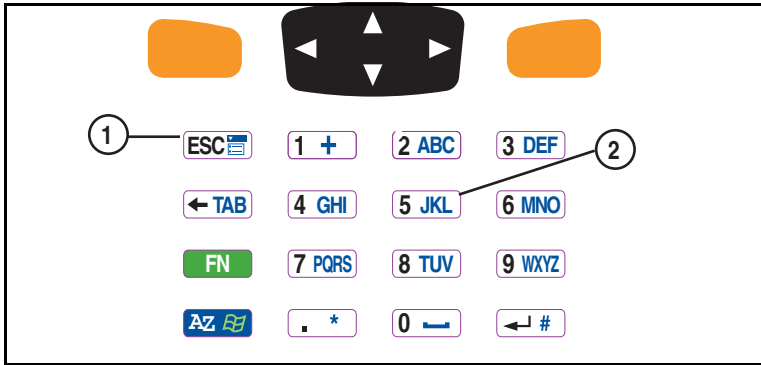 1 ESC 1 + 2 ABC 3 DEF 2
← TAB 4 GHI 5 JKL 6 MNO
FN 7 PQRS 8 TUV 9 WXYZ
AZ . * 0 #